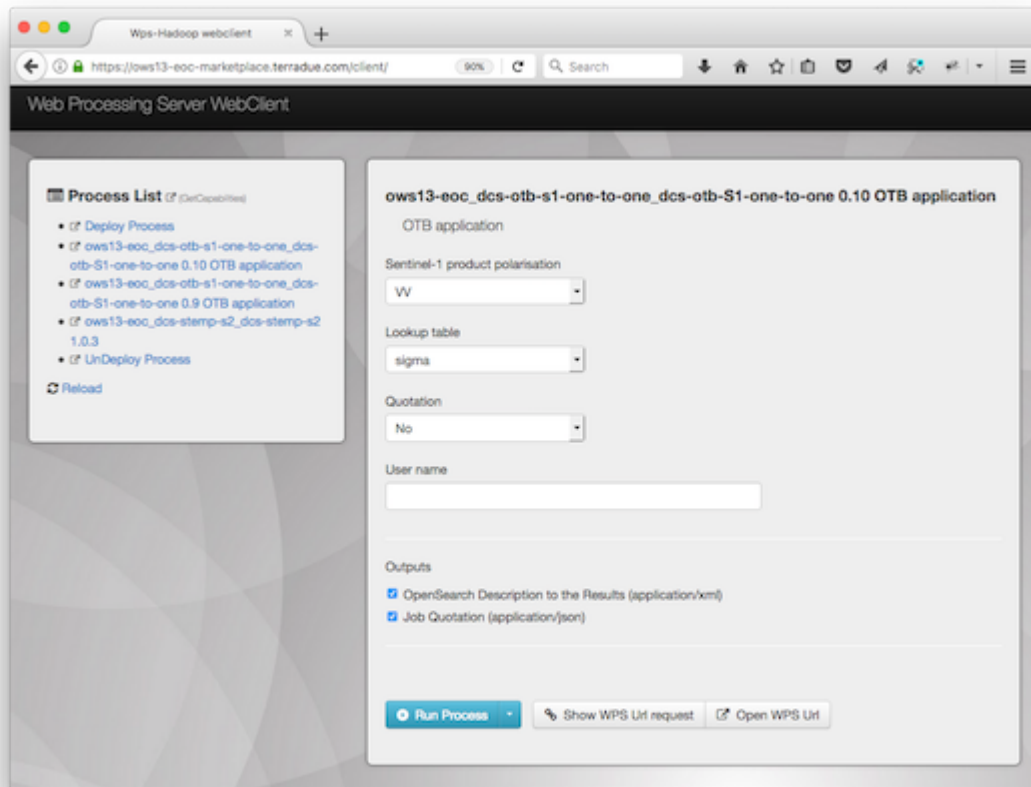 Wps-Hadoop webclient
https://ows13-eoc-marketplace.terradue.com/client/
90%
Search
Web Processing Server WebClient
Process List (GetCapabilities)
Deploy Process
ows13-eoc_dcs-otb-s1-one-to-one_dcs-
otb-S1-one-to-one 0.10 OTB application
ows13-eoc_dcs-otb-s1-one-to-one_dcs-
otb-S1-one-to-one 0.9 OTB application
ows13-eoc_dcs-stemp-s2_dcs-stemp-s2
1.0.3
UnDeploy Process
Reload
ows13-eoc_dcs-otb-s1-one-to-one_dcs-otb-S1-one-to-one 0.10 OTB application
OTB application
Sentinel-1 product polarisation
VV
Lookup table
sigma
Quotation
No
User name
Outputs
OpenSearch Description to the Results (application/xml)
Job Quotation (application/json)
Run Process
Show WPS Url request
Open WPS Url